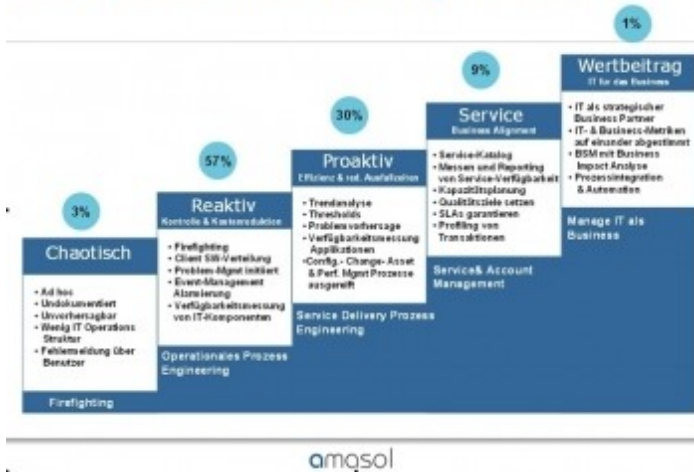 1%
Wertbeitrag
IT für das Business
• IT als strategischer
Business Partner
• IT- & Business-Metriken
auf einander abgestimmt
• BSM mit Business
Impact Analyse
• Prozessintegration
& Automation
Manage IT als
Business
9%
Service
Business Alignment
• Service-Katalog
• Messen und Reporting
von Service-Verfügbarkeit
• Kapazitätsplanung
• Qualitätsziele setzen
• SLAs garantieren
• Profiling von
Transaktionen
Service& Account
Management
30%
Proaktiv
Effizienz & red. Ausfallzeiten
• Trendanalyse
• Thresholds
• Problemvorhersage
• Verfügbarkeitsmessung
Applikationen
•Config.- Change- Asset
& Perf. Mgmt Prozesse
ausgereift
Service Delivery Prozess
Engineering
57%
Reaktiv
Kontrolle & Kostenreduktion
• Firefighting
• Client SW-Verteilung
• Problem-Mgmt initiiert
• Event-Management
Alarmierung
• Verfügbarkeitsmessung
von IT-Komponenten
Operationales Prozess
Engineering
3%
Chaotisch
• Ad hoc
• Undokumentiert
• Unvorhersagbar
• Wenig IT Operations
Struktur
• Fehlermeldung über
Benutzer
Firefighting
amasol